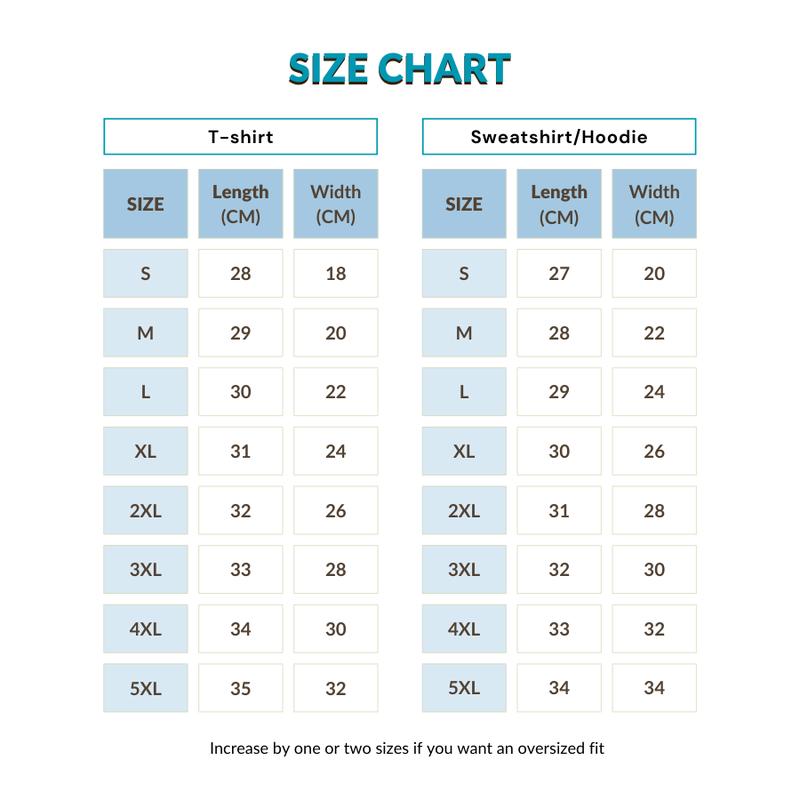 SIZE CHART
T-shirt
SIZE Length (CM) Width (CM)
S 28 18
M 29 20
L 30 22
XL 31 24
2XL 32 26
3XL 33 28
4XL 34 30
5XL 35 32
Sweatshirt/Hoodie
SIZE Length (CM) Width (CM)
S 27 20
M 28 22
L 29 24
XL 30 26
2XL 31 28
3XL 32 30
4XL 33 32
5XL 34 34
Increase by one or two sizes if you want an oversized fit